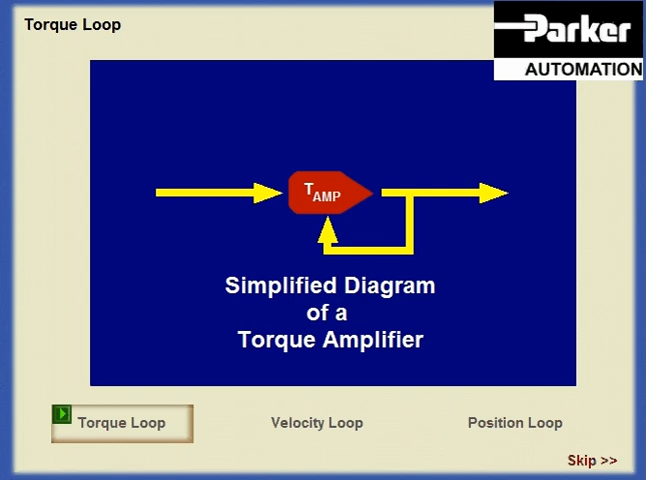 Torque Loop
Parker
AUTOMATION
TAMP
Simplified Diagram
of a
Torque Amplifier
Torque Loop
Velocity Loop
Position Loop
Skip >>